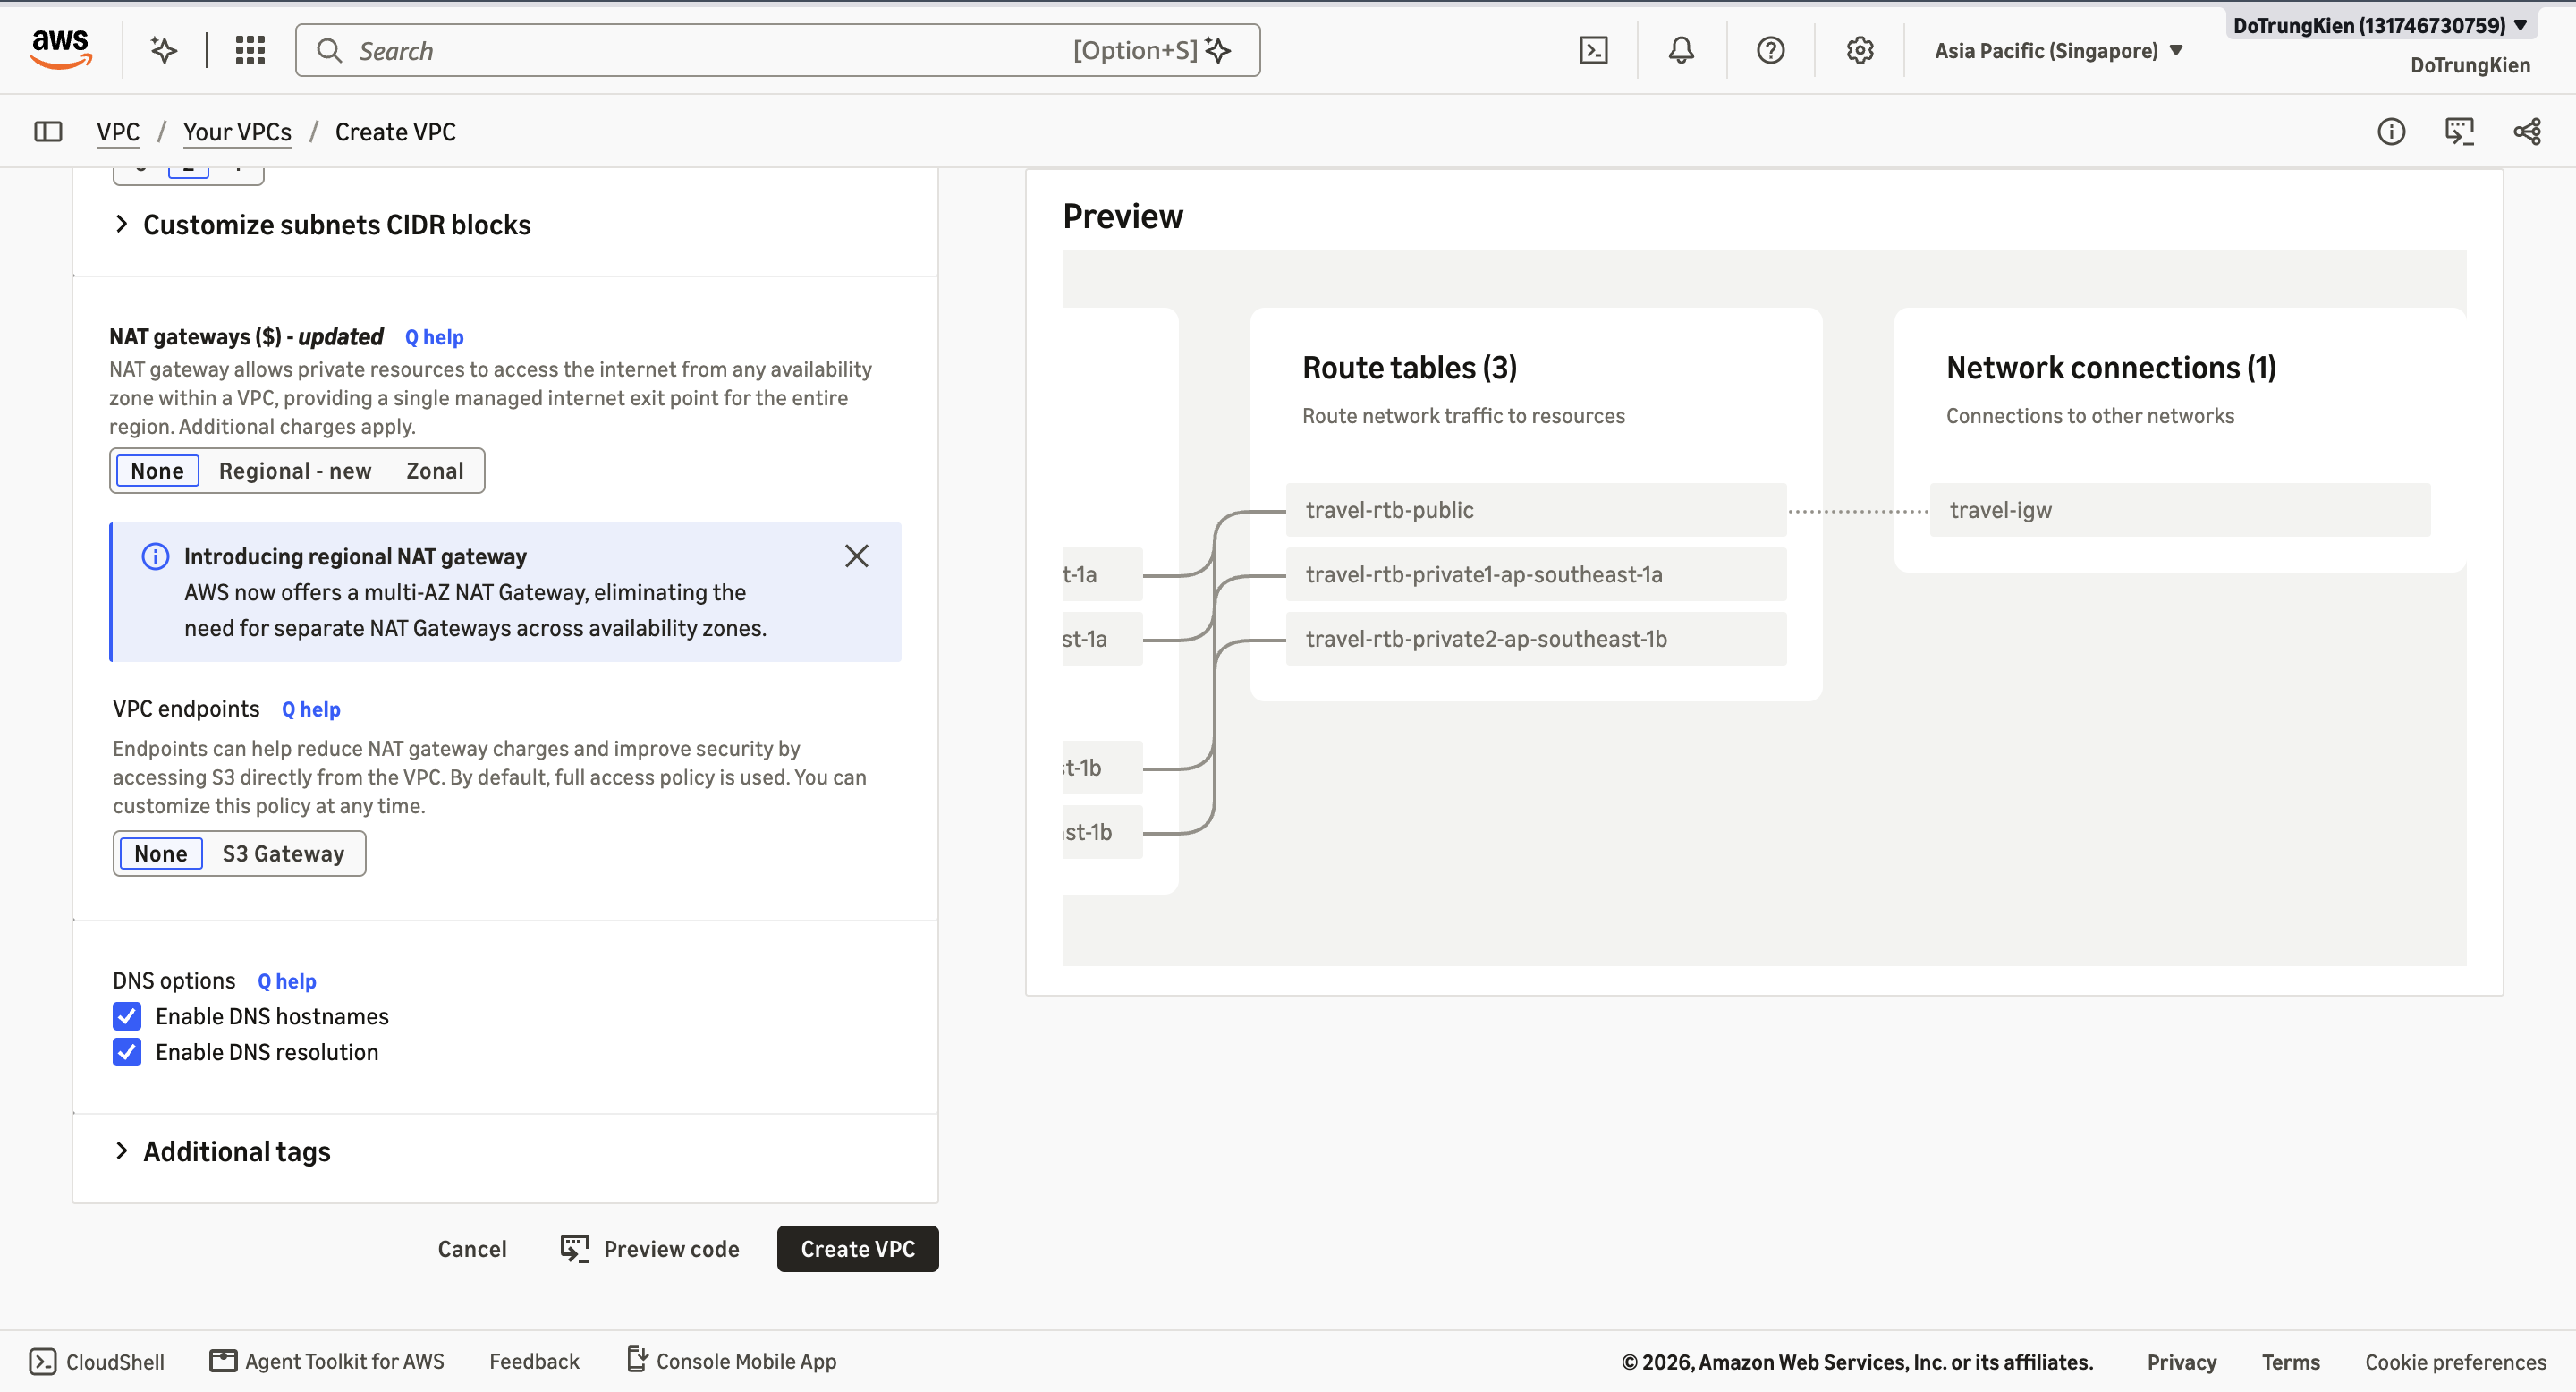 aws
Search
[Option+S]
Asia Pacific (Singapore)
DoTrungKien (131746730759)
DoTrungKien
VPC / Your VPCs / Create VPC
Customize subnets CIDR blocks
NAT gateways ($) - updated Q help
NAT gateway allows private resources to access the internet from any availability
zone within a VPC, providing a single managed internet exit point for the entire
region. Additional charges apply.
None Regional - new Zonal
Introducing regional NAT gateway
AWS now offers a multi-AZ NAT Gateway, eliminating the
need for separate NAT Gateways across availability zones.
VPC endpoints Q help
Endpoints can help reduce NAT gateway charges and improve security by
accessing S3 directly from the VPC. By default, full access policy is used. You can
customize this policy at any time.
None S3 Gateway
DNS options Q help
Enable DNS hostnames
Enable DNS resolution
Additional tags
Cancel Preview code Create VPC
Preview
t-1a
st-1a
st-1b
ast-1b
Route tables (3)
Route network traffic to resources
travel-rtb-public
travel-rtb-private1-ap-southeast-1a
travel-rtb-private2-ap-southeast-1b
Network connections (1)
Connections to other networks
travel-igw
CloudShell Agent Toolkit for AWS Feedback Console Mobile App
© 2026, Amazon Web Services, Inc. or its affiliates. Privacy Terms Cookie preferences